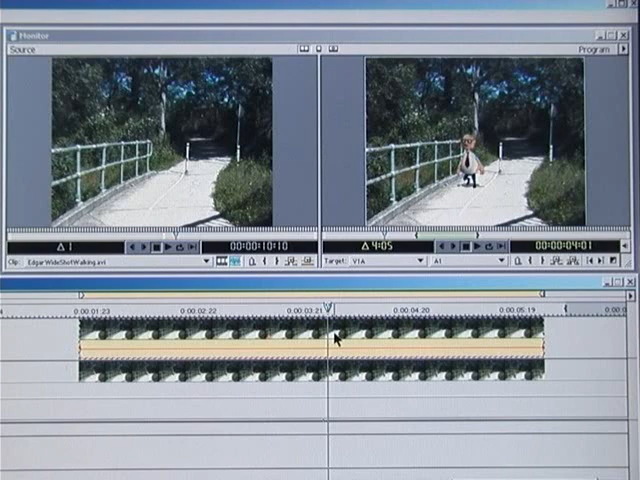 Monitor
Source
Program
Δ 1
00:00:10:10
Δ 4:05
00:00:04:01
Clip: EdgarWideShotWalking.avi
Target: V1A
A1
0:00:01:23
0:00:02:22
0:00:03:21
0:00:04:20
0:00:05:19